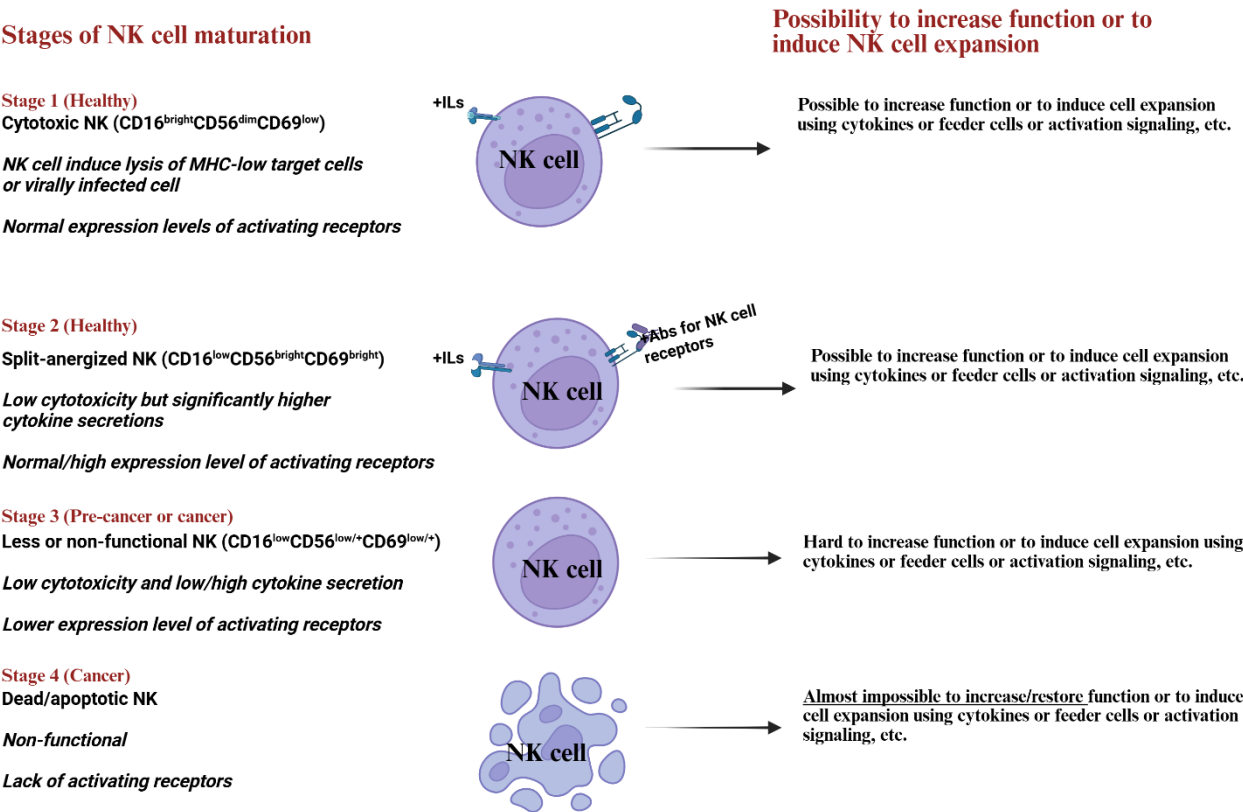 Stages of NK cell maturation
Possibility to increase function or to
induce NK cell expansion
Stage 1 (Healthy)
Cytotoxic NK (CD16brightCD56dimCD69low)
NK cell induce lysis of MHC-low target cells
or virally infected cell
Normal expression levels of activating receptors
+ILs
NK cell
Possible to increase function or to induce cell expansion
using cytokines or feeder cells or activation signaling, etc.
Stage 2 (Healthy)
Split-anergized NK (CD16lowCD56brightCD69bright)
Low cytotoxicity but significantly higher
cytokine secretions
Normal/high expression level of activating receptors
+ILs
+Abs for NK cell
receptors
NK cell
Possible to increase function or to induce cell expansion
using cytokines or feeder cells or activation signaling, etc.
Stage 3 (Pre-cancer or cancer)
Less or non-functional NK (CD16lowCD56low/+CD69low/+)
Low cytotoxicity and low/high cytokine secretion
Lower expression level of activating receptors
NK cell
Hard to increase function or to induce cell expansion using
cytokines or feeder cells or activation signaling, etc.
Stage 4 (Cancer)
Dead/apoptotic NK
Non-functional
Lack of activating receptors
NK cell
Almost impossible to increase/restore function or to induce
cell expansion using cytokines or feeder cells or activation
signaling, etc.